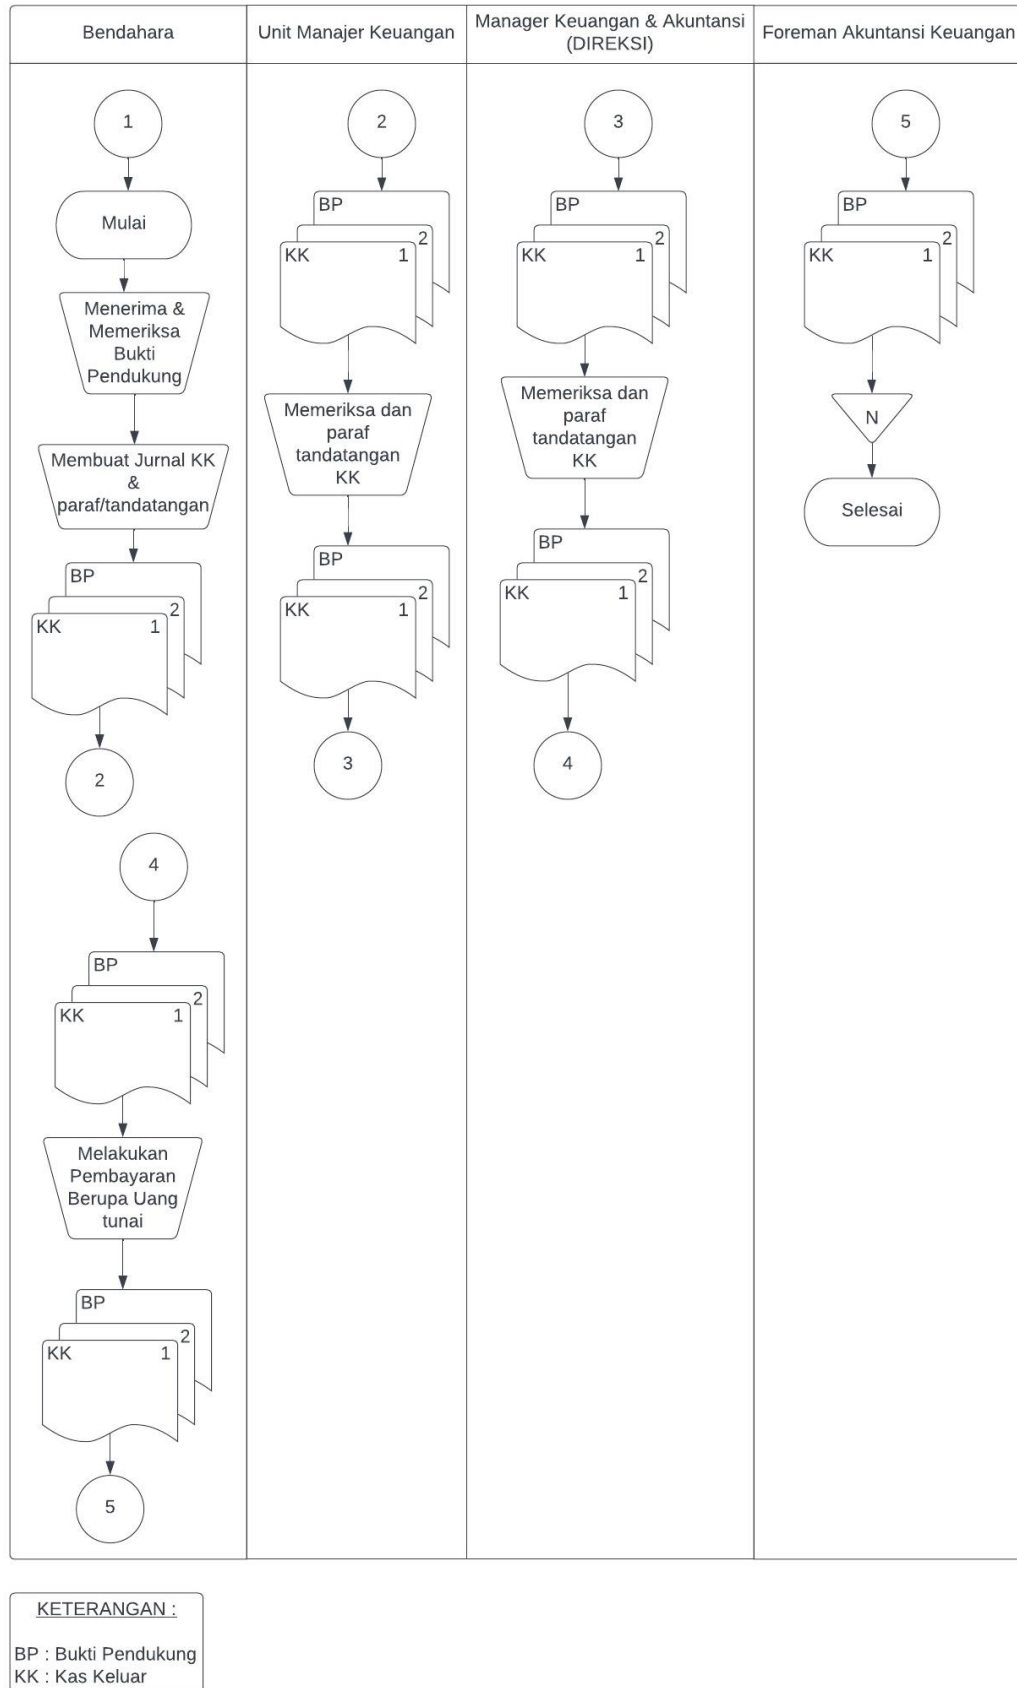 Bendahara
Unit Manajer Keuangan
Manager Keuangan & Akuntansi
(DIREKSI)
Foreman Akuntansi Keuangan
1
Mulai
Menerima &
Memeriksa
Bukti
Pendukung
Membuat Jurnal KK
&
paraf/tandatangan
BP
2
KK 1
2
4
BP
2
KK 1
Melakukan
Pembayaran
Berupa Uang
tunai
BP
2
KK 1
5
2
BP
2
KK 1
Memeriksa dan
paraf
tandatangan
KK
BP
2
KK 1
3
3
BP
2
KK 1
Memeriksa dan
paraf
tandatangan
KK
BP
2
KK 1
4
5
BP
2
KK 1
N
Selesai
KETERANGAN :
BP : Bukti Pendukung
KK : Kas Keluar